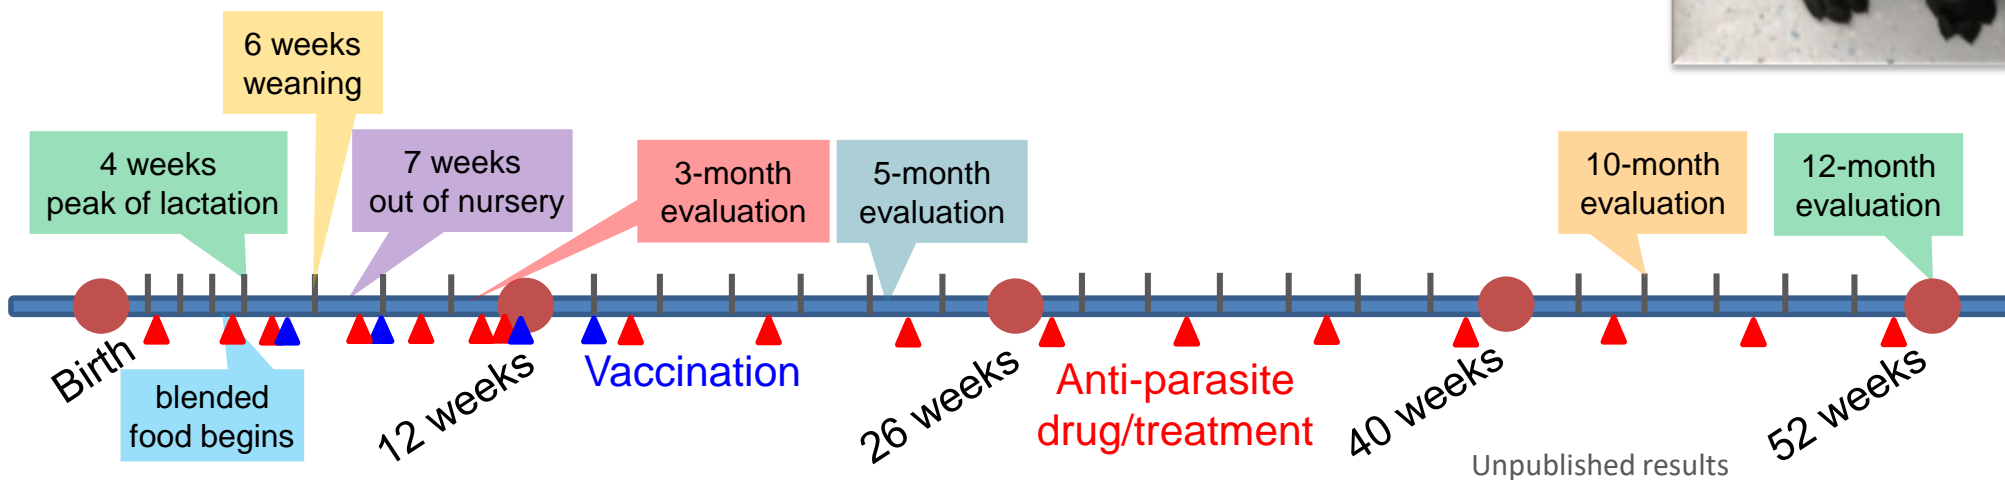 6 weeks
weaning
4 weeks
peak of lactation
7 weeks
out of nursery
3-month
evaluation
5-month
evaluation
10-month
evaluation
12-month
evaluation
Birth
blended
food begins
12 weeks
Vaccination
26 weeks
Anti-parasite
drug/treatment
40 weeks
52 weeks
Unpublished results